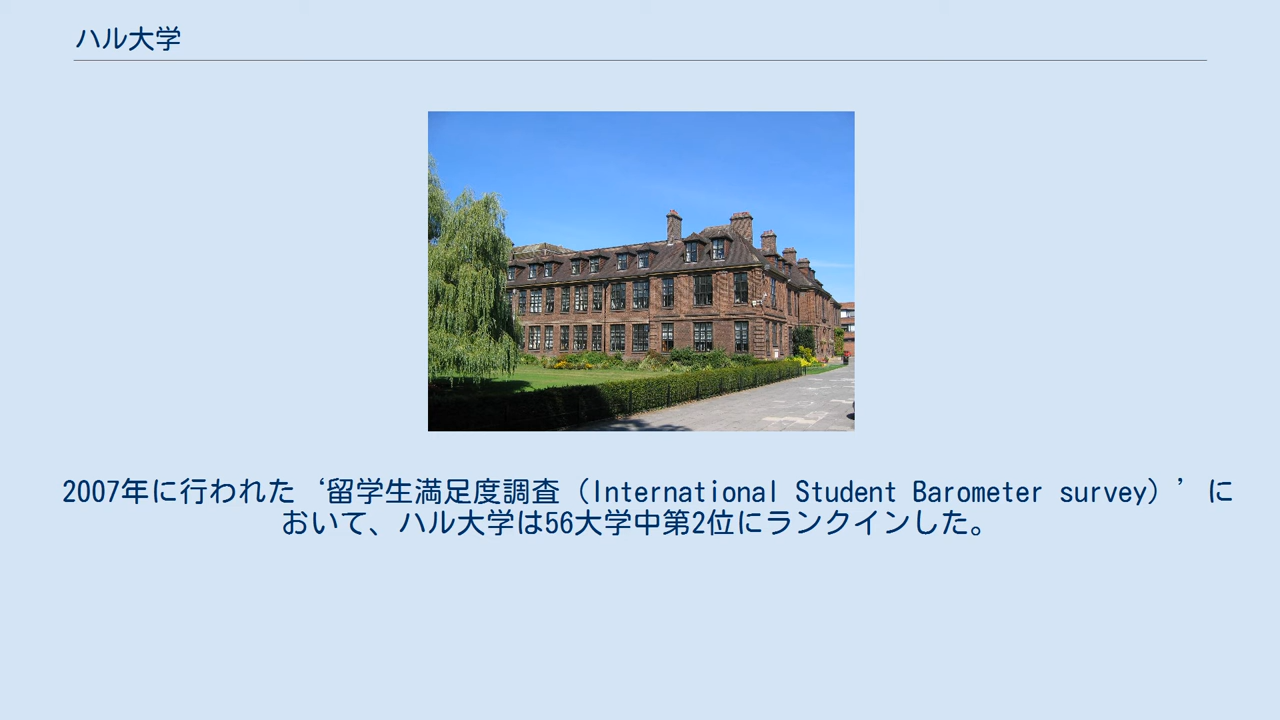 ハル大学
2007年に行われた‘留学生満足度調査（International Student Barometer survey）’に
おいて、ハル大学は56大学中第2位にランクインした。